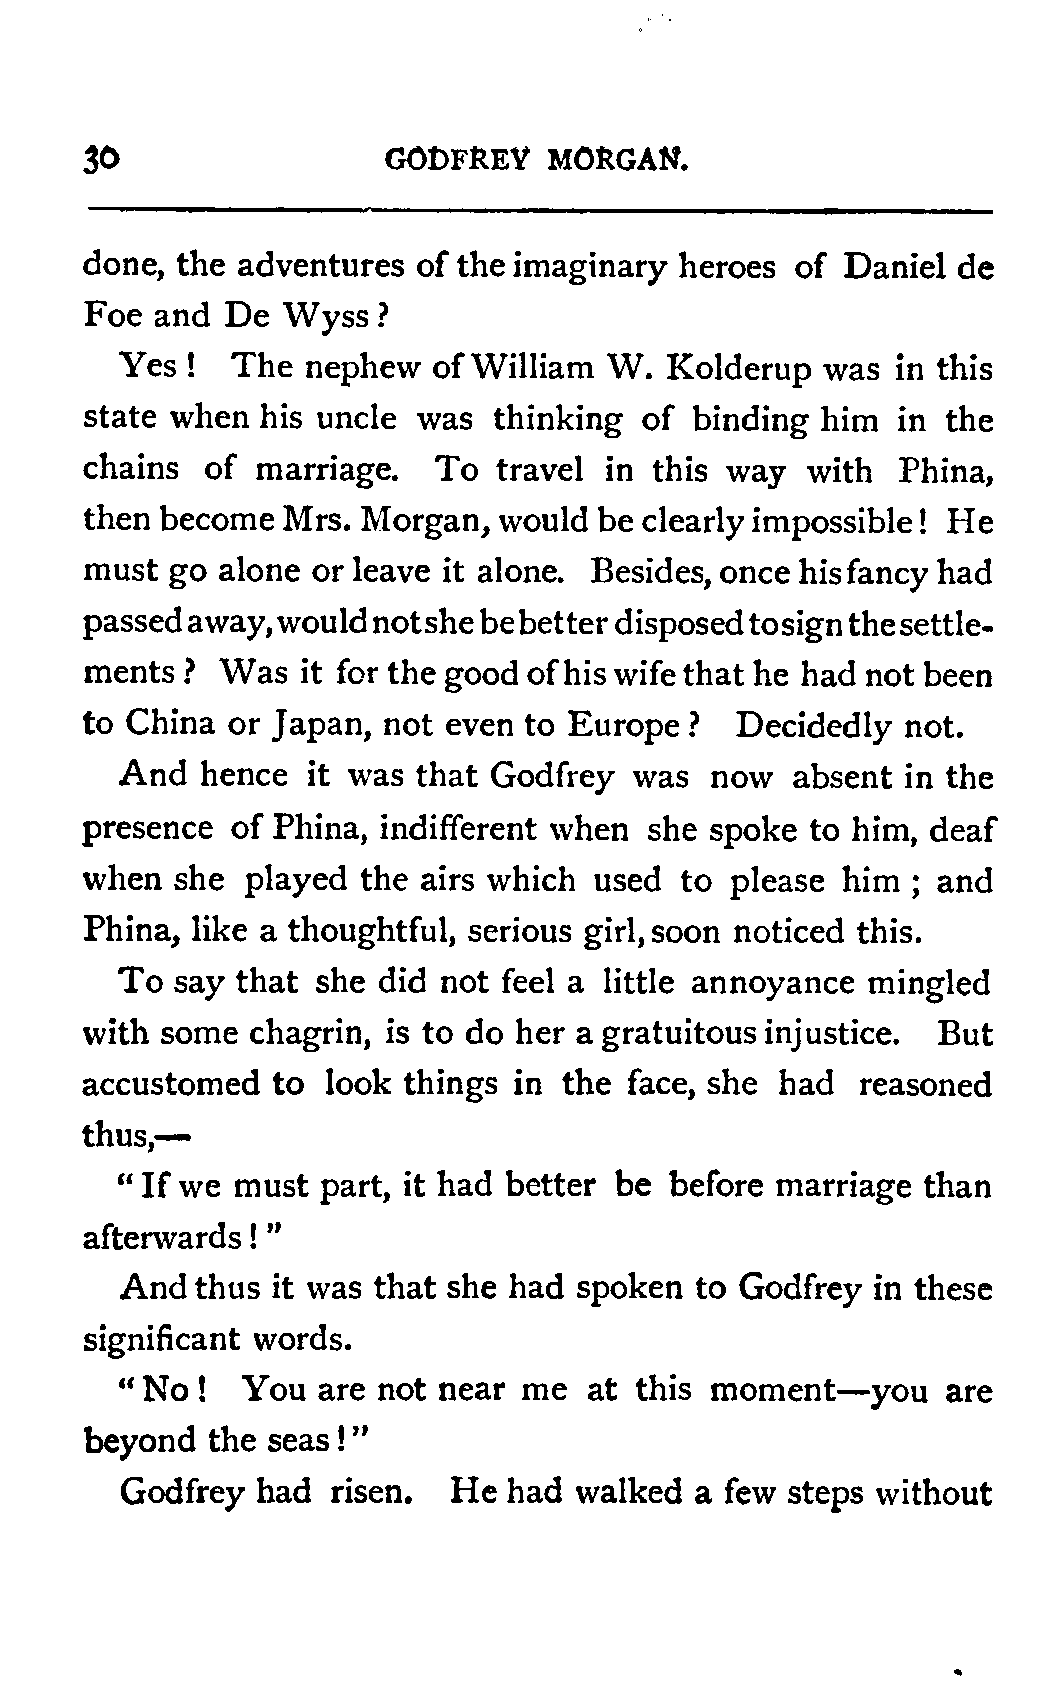 30 GODFREY MORGAN.
done, the adventures of the imaginary heroes of Daniel de
Foe and De Wyss ?
Yes ! The nephew of William W. Kolderup was in this
state when his uncle was thinking of binding him in the
chains of marriage. To travel in this way with Phina,
then become Mrs. Morgan, would be clearly impossible! He
must go alone or leave it alone. Besides, once his fancy had
passed away, would not she be better disposed to sign the settle-
ments ? Was it for the good of his wife that he had not been
to China or Japan, not even to Europe ? Decidedly not.
And hence it was that Godfrey was now absent in the
presence of Phina, indifferent when she spoke to him, deaf
when she played the airs which used to please him ; and
Phina, like a thoughtful, serious girl, soon noticed this.
To say that she did not feel a little annoyance mingled
with some chagrin, is to do her a gratuitous injustice. But
accustomed to look things in the face, she had reasoned
thus,—
“ If we must part, it had better be before marriage than
afterwards ! ”
And thus it was that she had spoken to Godfrey in these
significant words.
“ No ! You are not near me at this moment—you are
beyond the seas ! ”
Godfrey had risen. He had walked a few steps without